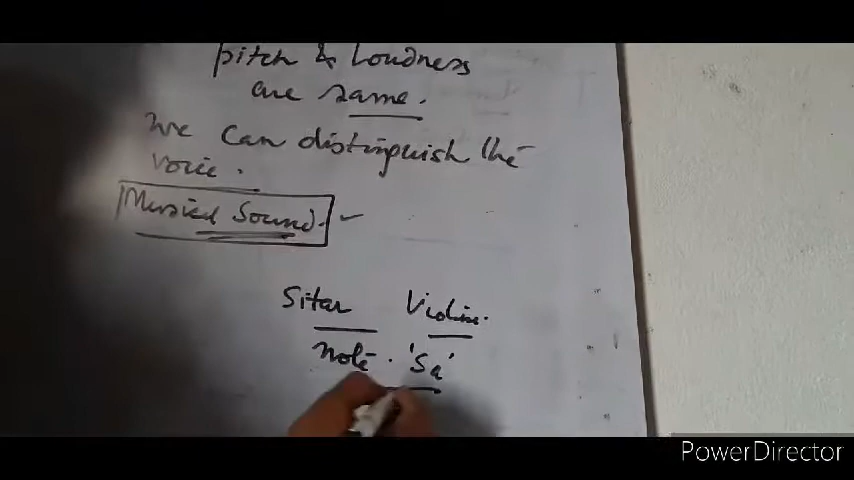 pitch & Loudness
are same.
We can distinguish the
voice.
Musical Sound.
Sitar Violin.
note. 'Sa'
PowerDirector